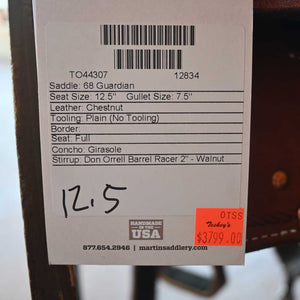 TO44307 12834
Saddle: 68 Guardian
Seat Size: 12.5" Gullet Size: 7.5"
Leather: Chestnut
Tooling: Plain (No Tooling)
Border:
Seat: Full
Concho: Girasole
Stirrup: Don Orrell Barrel Racer 2" - Walnut
12.5
HANDMADE
IN THE
USA
877.654.2946 | martinsaddlery.com
OTSS
Teskey's
$3799.00